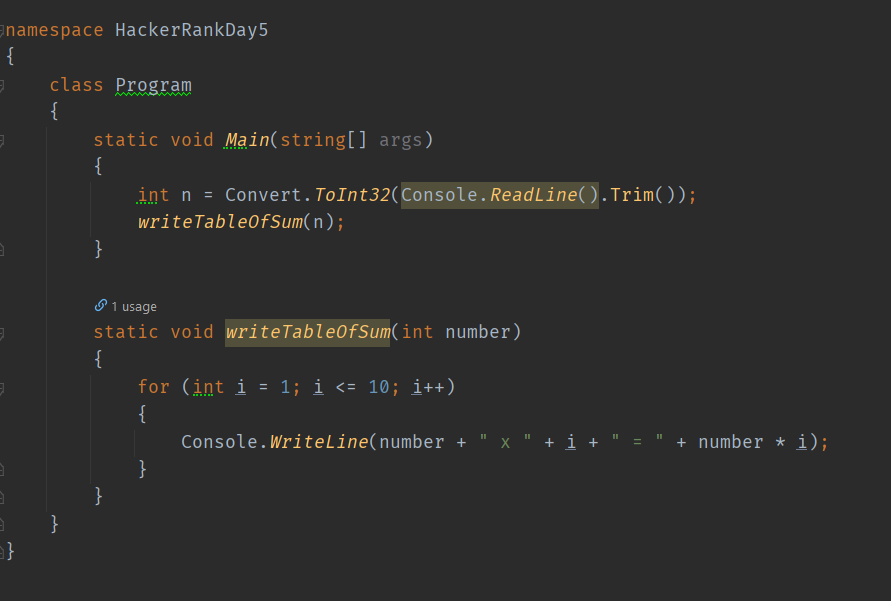 namespace HackerRankDay5
{
    class Program
    {
        static void Main(string[] args)
        {
            int n = Convert.ToInt32(Console.ReadLine().Trim());
            writeTableOfSum(n);
        }

        1 usage
        static void writeTableOfSum(int number)
        {
            for (int i = 1; i <= 10; i++)
            {
                Console.WriteLine(number + " x " + i + " = " + number * i);
            }
        }
    }
}